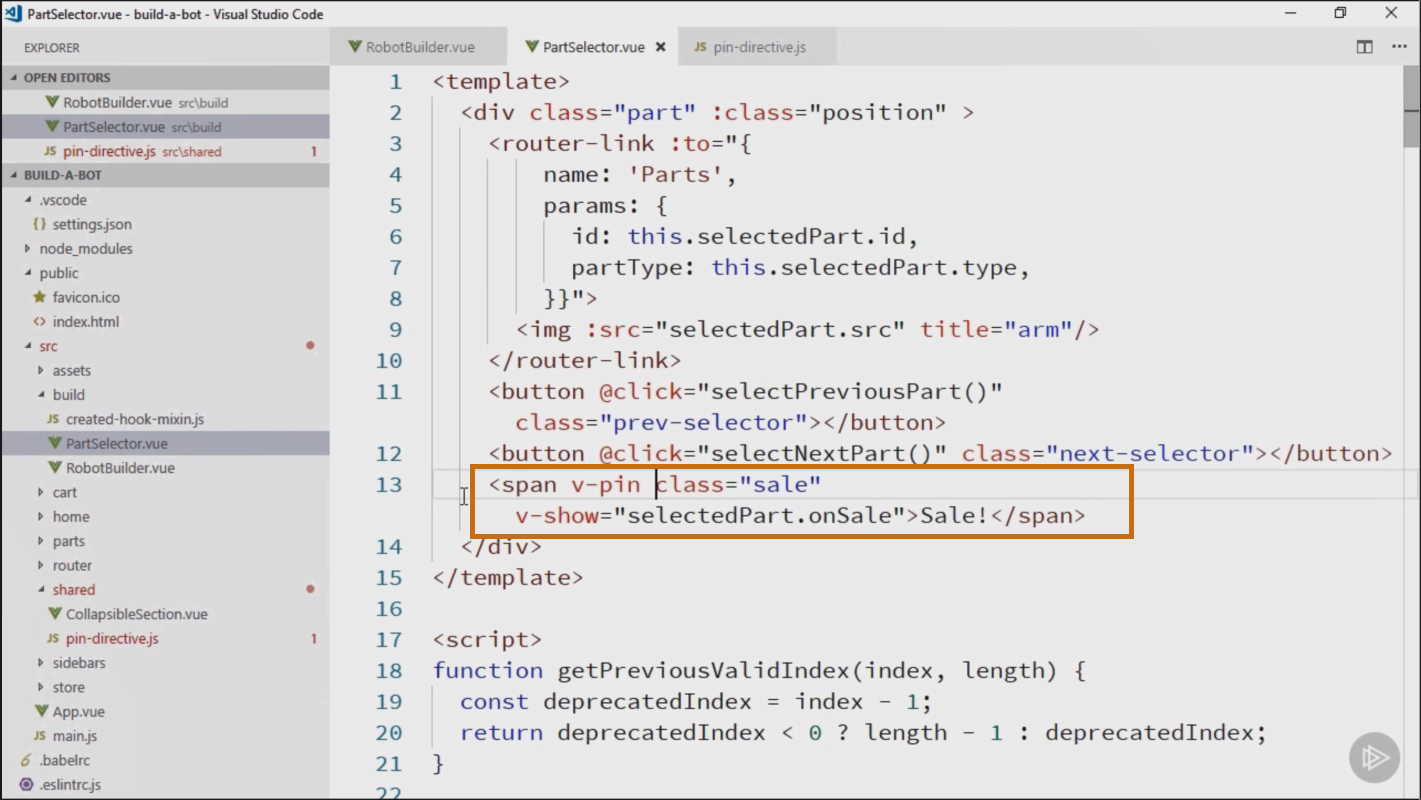 PartSelector.vue - build-a-bot - Visual Studio Code
EXPLORER
OPEN EDITORS
RobotBuilder.vue src\build
PartSelector.vue src\build
JS pin-directive.js src\shared 1
BUILD-A-BOT
.vscode
{} settings.json
node_modules
public
favicon.ico
<> index.html
src
assets
build
JS created-hook-mixin.js
PartSelector.vue
RobotBuilder.vue
cart
home
parts
router
shared
CollapsibleSection.vue
JS pin-directive.js 1
sidebars
store
App.vue
JS main.js
6 .babelrc
.eslintrc.js
RobotBuilder.vue PartSelector.vue × JS pin-directive.js
1 <template>
2 <div class="part" :class="position" >
3 <router-link :to="{
4 name: 'Parts',
5 params: {
6 id: this.selectedPart.id,
7 partType: this.selectedPart.type,
8 }}">
9 <img :src="selectedPart.src" title="arm"/>
10 </router-link>
11 <button @click="selectPreviousPart()"
class="prev-selector"></button>
12 <button @click="selectNextPart()" class="next-selector"></button>
13 <span v-pin class="sale"
v-show="selectedPart.onSale">Sale!</span>
14 </div>
15 </template>
16
17 <script>
18 function getPreviousValidIndex(index, length) {
19 const deprecatedIndex = index - 1;
20 return deprecatedIndex < 0 ? length - 1 : deprecatedIndex;
21 }
22